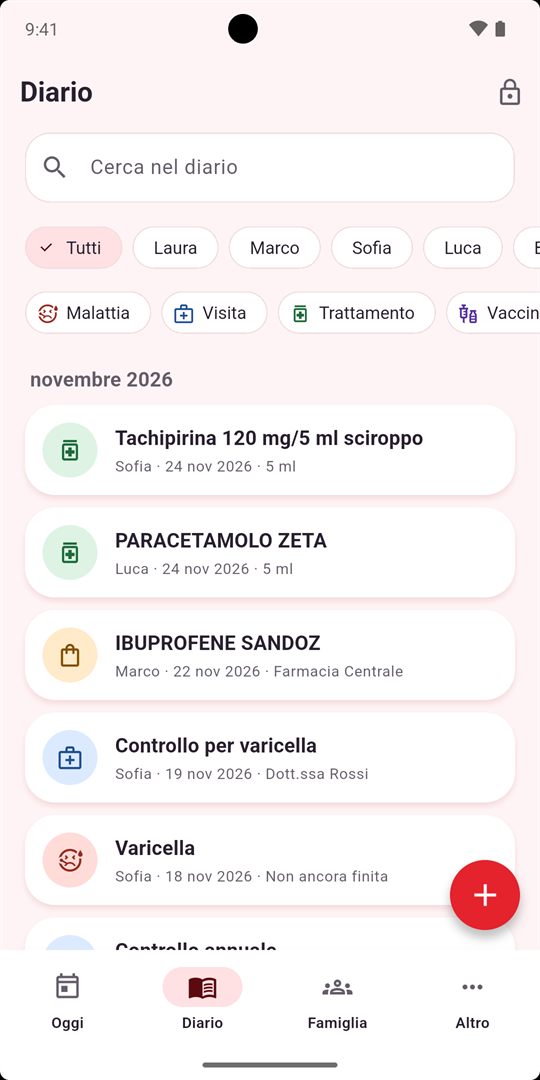 9:41
Diario
Cerca nel diario
Tutti
Laura
Marco
Sofia
Luca
Malattia
Visita
Trattamento
Vaccin
novembre 2026
Tachipirina 120 mg/5 ml sciroppo
Sofia · 24 nov 2026 · 5 ml
PARACETAMOLO ZETA
Luca · 24 nov 2026 · 5 ml
IBUPROFENE SANDOZ
Marco · 22 nov 2026 · Farmacia Centrale
Controllo per varicella
Sofia · 19 nov 2026 · Dott.ssa Rossi
Varicella
Sofia · 18 nov 2026 · Non ancora finita
Controllo annuale
Oggi
Diario
Famiglia
Altro